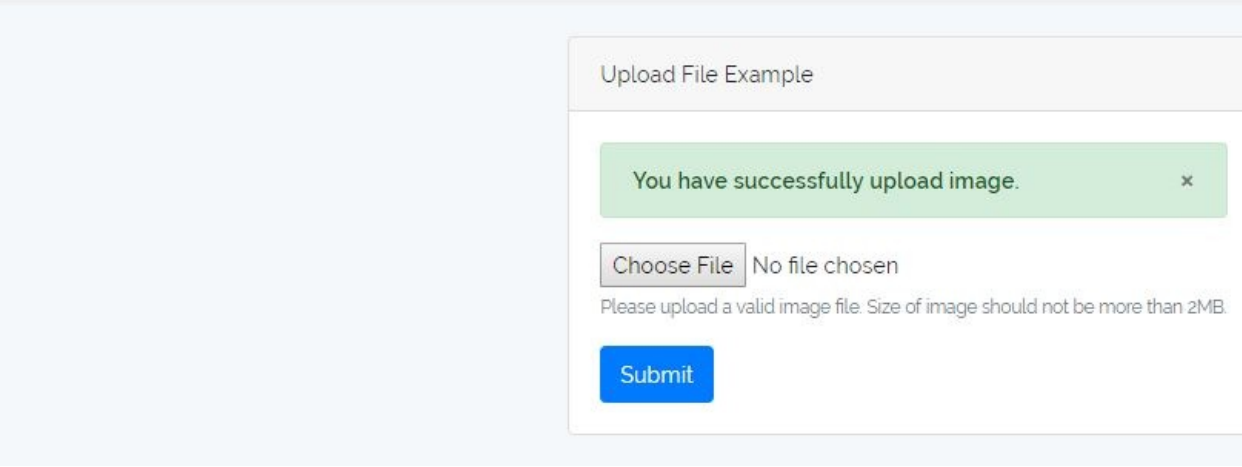 Upload File Example
You have successfully upload image. ×
Choose File No file chosen
Please upload a valid image file. Size of image should not be more than 2MB.
Submit